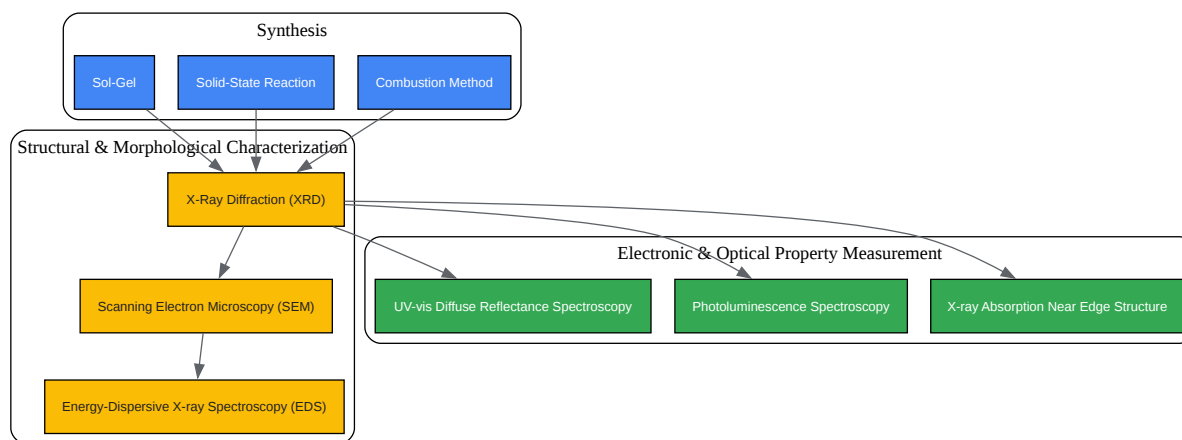 Synthesis
Sol-Gel
Solid-State Reaction
Combustion Method
Structural & Morphological Characterization
X-Ray Diffraction (XRD)
Electronic & Optical Property Measurement
Scanning Electron Microscopy (SEM)
UV-vis Diffuse Reflectance Spectroscopy
Photoluminescence Spectroscopy
X-ray Absorption Near Edge Structure
Energy-Dispersive X-ray Spectroscopy (EDS)